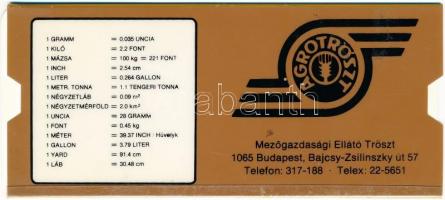 1 GRAMM = 0.035 UNCIA
1 KILÓ = 2.2 FONT
1 MÁZSA = 100 kg = 221 FONT
1 INCH = 2.54 cm
1 LITER = 0.264 GALLON
1 METR. TONNA = 1.1 TENGERI TONNA
1 NÉGYZETLÁB = 0.09 m²
1 NÉGYZETMÉRFÖLD = 2.0 km²
1 UNCIA = 28 GRAMM
1 FONT = 0.45 kg
1 MÉTER = 39.37 INCH · Hüvelyk
1 GALLON = 3.79 LITER
1 YARD = 91.4 cm
1 LÁB = 30.48 cm
AGROTRÖSZT
Mezőgazdasági Ellátó Tröszt
1065 Budapest, Bajcsy-Zsilinszky út 57
Telefon: 317-188 · Telex: 22-5651
darabanth